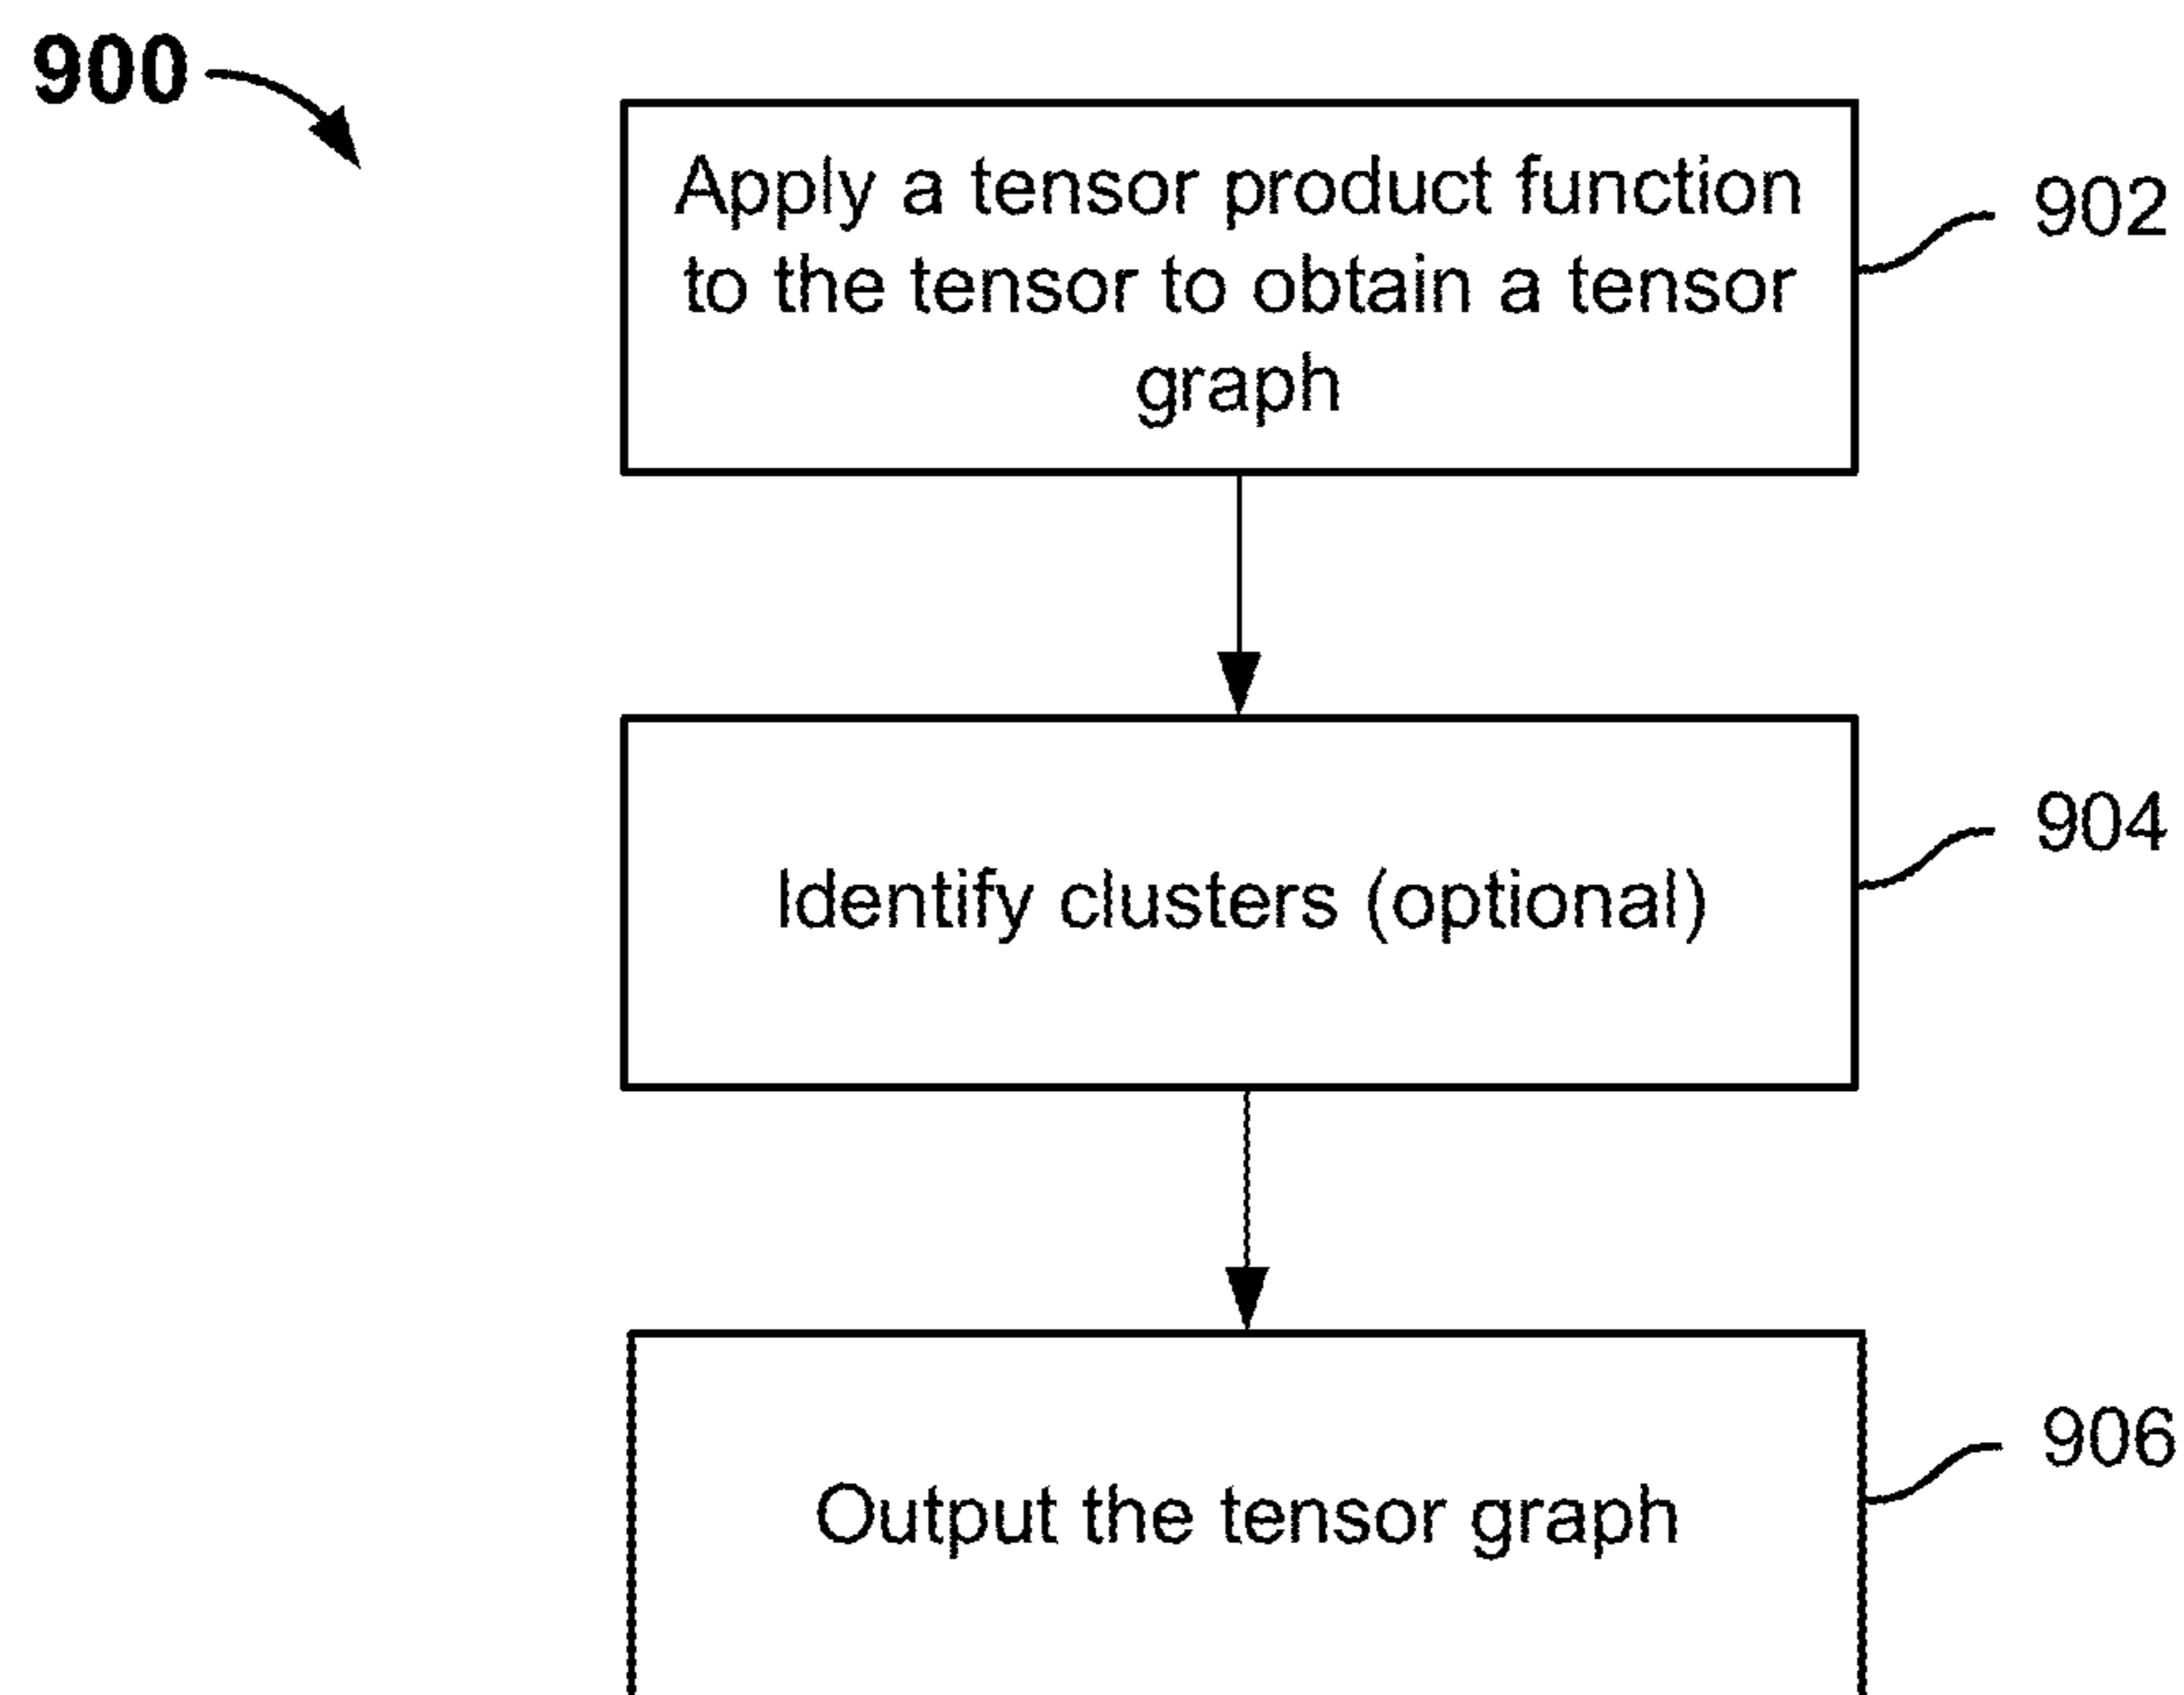 900
Apply a tensor product function
to the tensor to obtain a tensor
graph
902
Identify clusters (optional)
904
Output the tensor graph
906